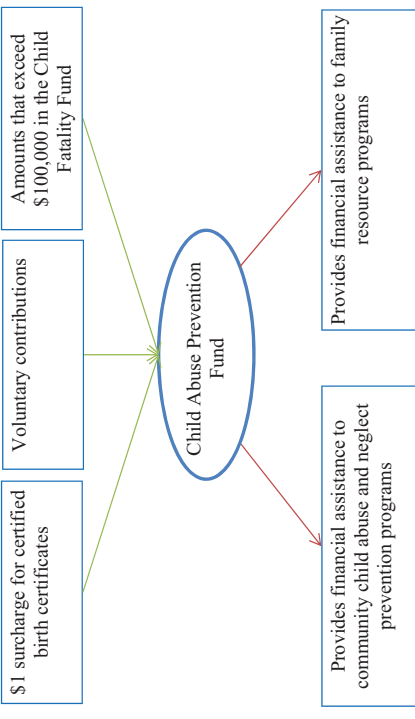 $1 surcharge for certified
birth certificates
Voluntary contributions
Amounts that exceed
$100,000 in the Child
Fatality Fund
Child Abuse Prevention
Fund
Provides financial assistance to
community child abuse and neglect
prevention programs
Provides financial assistance to family
resource programs